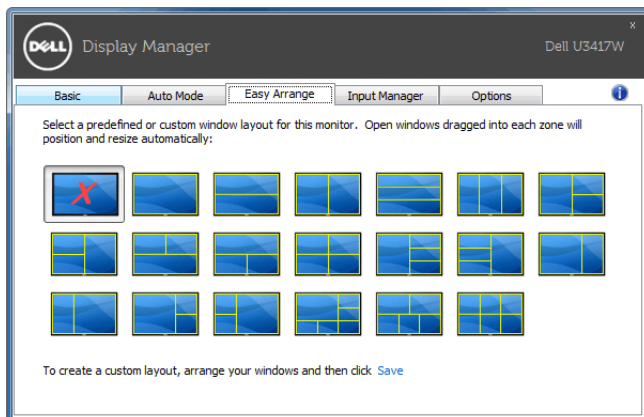 x
DELL
Display Manager
Dell U3417W
Basic
Auto Mode
Easy Arrange
Input Manager
Options
i
Select a predefined or custom window layout for this monitor. Open windows dragged into each zone will
position and resize automatically:
X
To create a custom layout, arrange your windows and then click Save